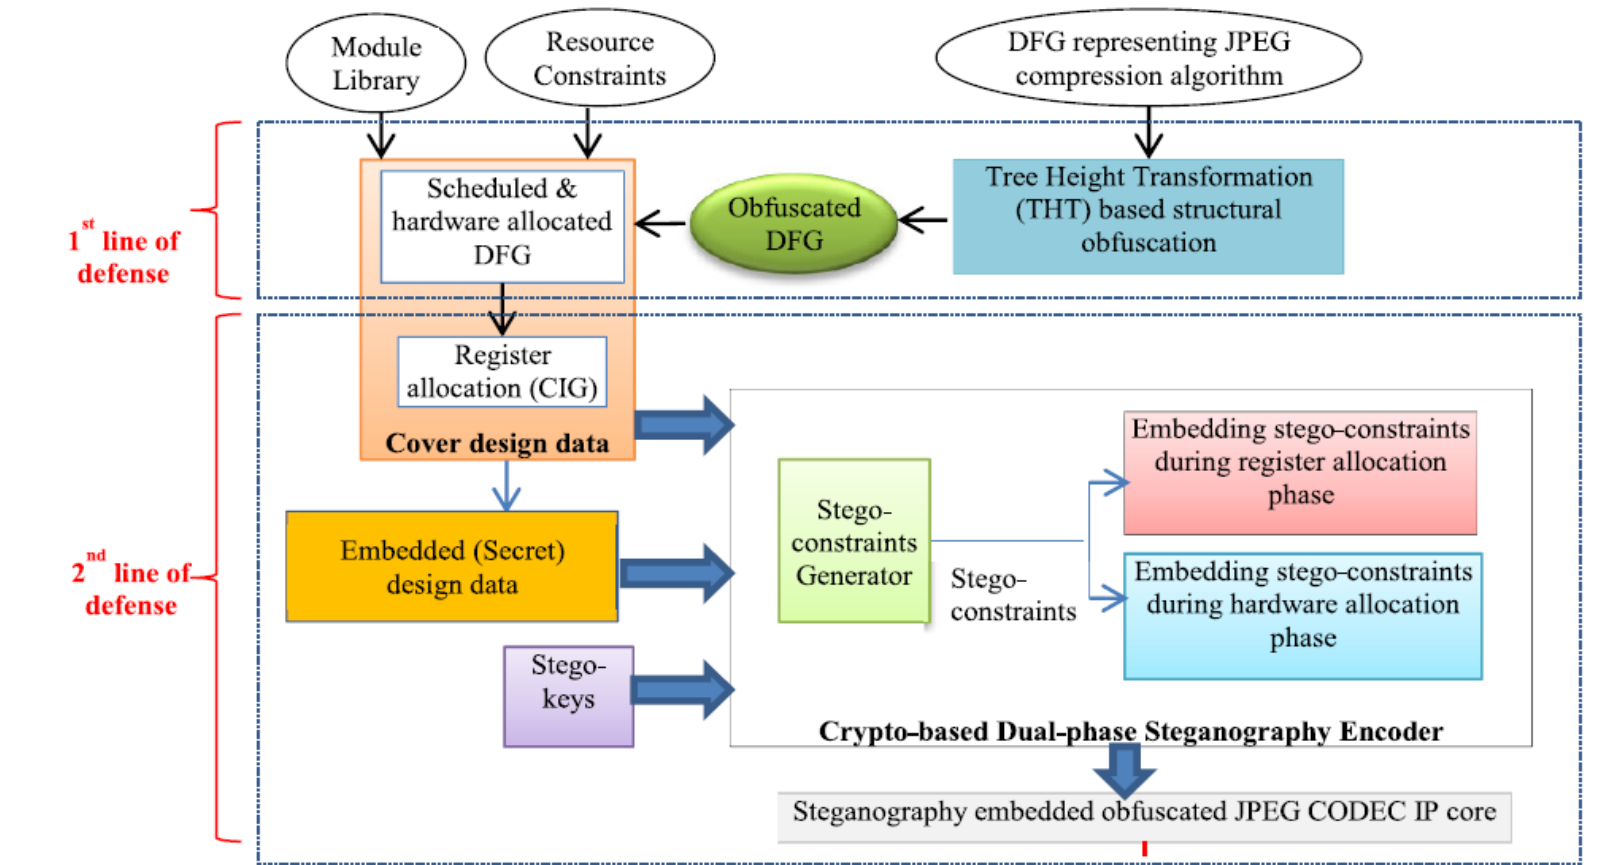 Module
Library
Resource
Constraints
DFG representing JPEG
compression algorithm
1st line of
defense
Scheduled &
hardware allocated
DFG
Obfuscated
DFG
Tree Height Transformation
(THT) based structural
obfuscation
Register
allocation (CIG)
Cover design data
2nd line of
defense
Embedded (Secret)
design data
Stego-
keys
Stego-
constraints
Generator
Stego-
constraints
Embedding stego-constraints
during register allocation
phase
Embedding stego-constraints
during hardware allocation
phase
Crypto-based Dual-phase Steganography Encoder
Steganography embedded obfuscated JPEG CODEC IP core